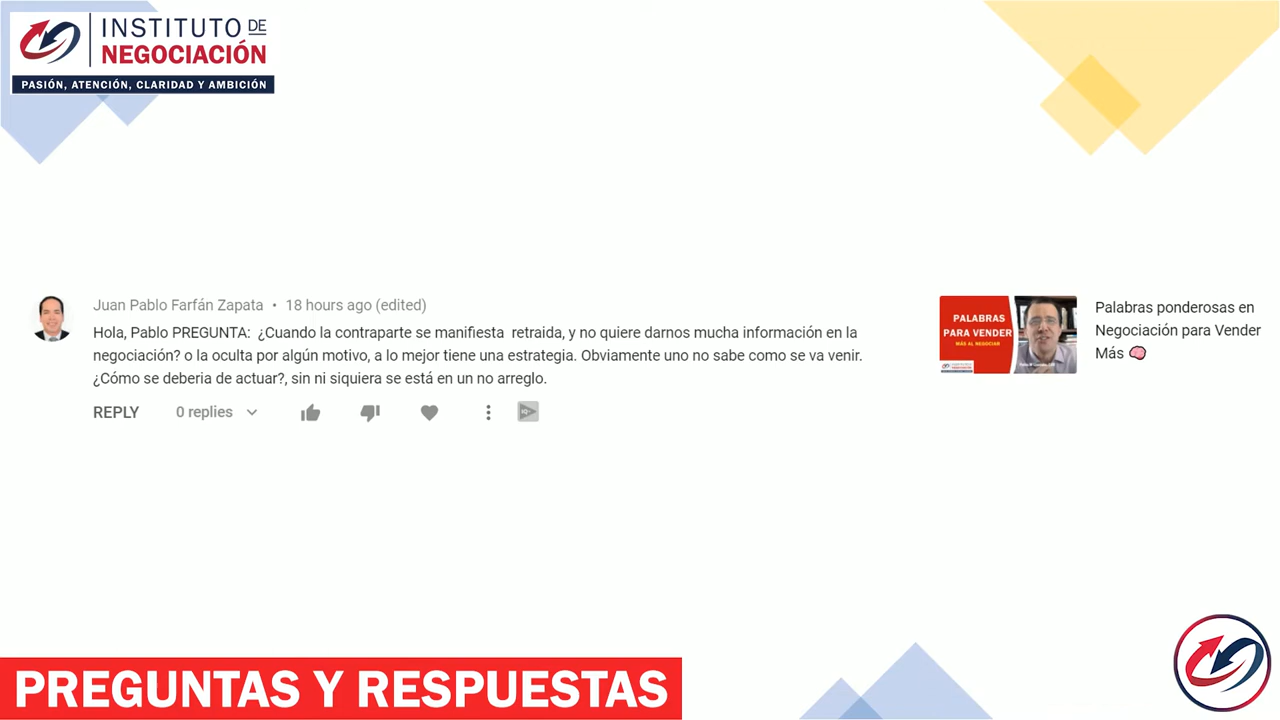 INSTITUTO DE
NEGOCIACIÓN
PASIÓN, ATENCIÓN, CLARIDAD Y AMBICIÓN
Juan Pablo Farfán Zapata • 18 hours ago (edited)
Hola, Pablo PREGUNTA: ¿Cuando la contraparte se manifiesta retraida, y no quiere darnos mucha información en la
negociación? o la oculta por algún motivo, a lo mejor tiene una estrategia. Obviamente uno no sabe como se va venir.
¿Cómo se deberia de actuar?, sin ni siquiera se está en un no arreglo.
REPLY 0 replies
PALABRAS
PARA VENDER
MÁS AL NEGOCIAR
Palabras ponderosas en
Negociación para Vender
Más
PREGUNTAS Y RESPUESTAS